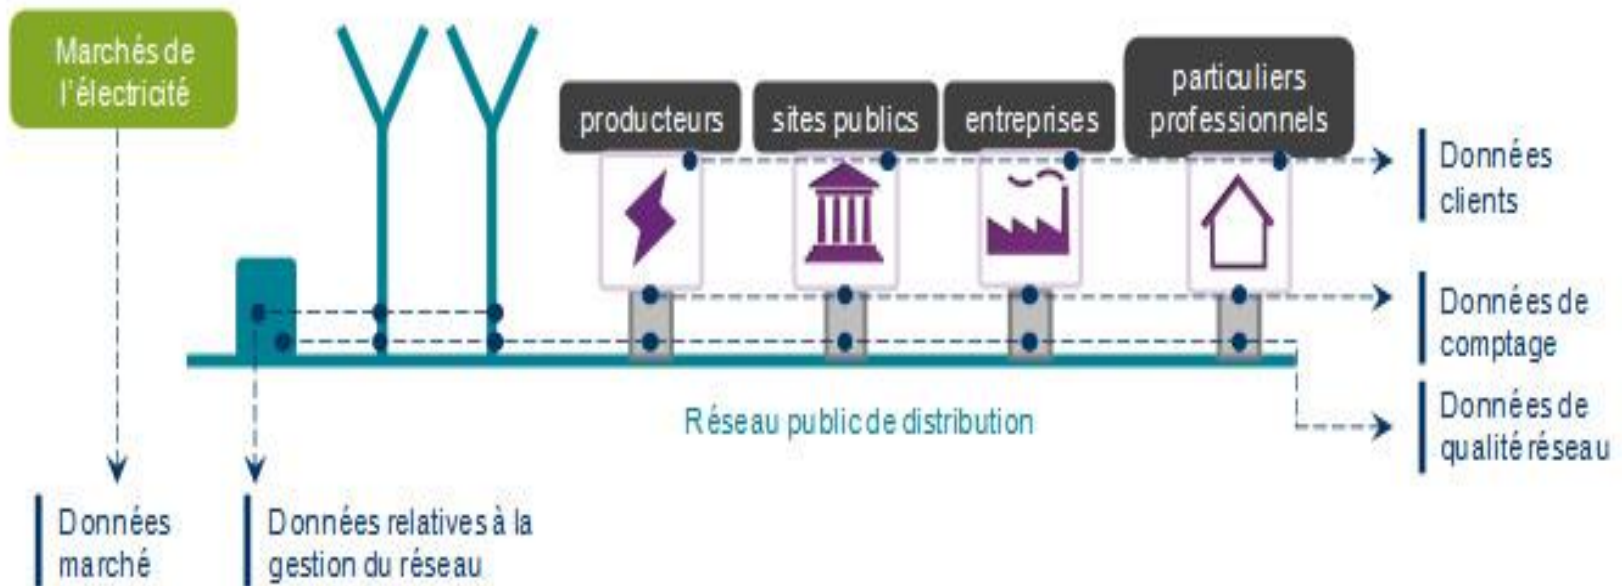 Marchés de
l'électricité
producteurs
sites publics
entreprises
particuliers
professionnels
Données
clients
Données de
comptage
Données de
qualité réseau
Réseau public de distribution
Données
marché
Données relatives à la
gestion du réseau